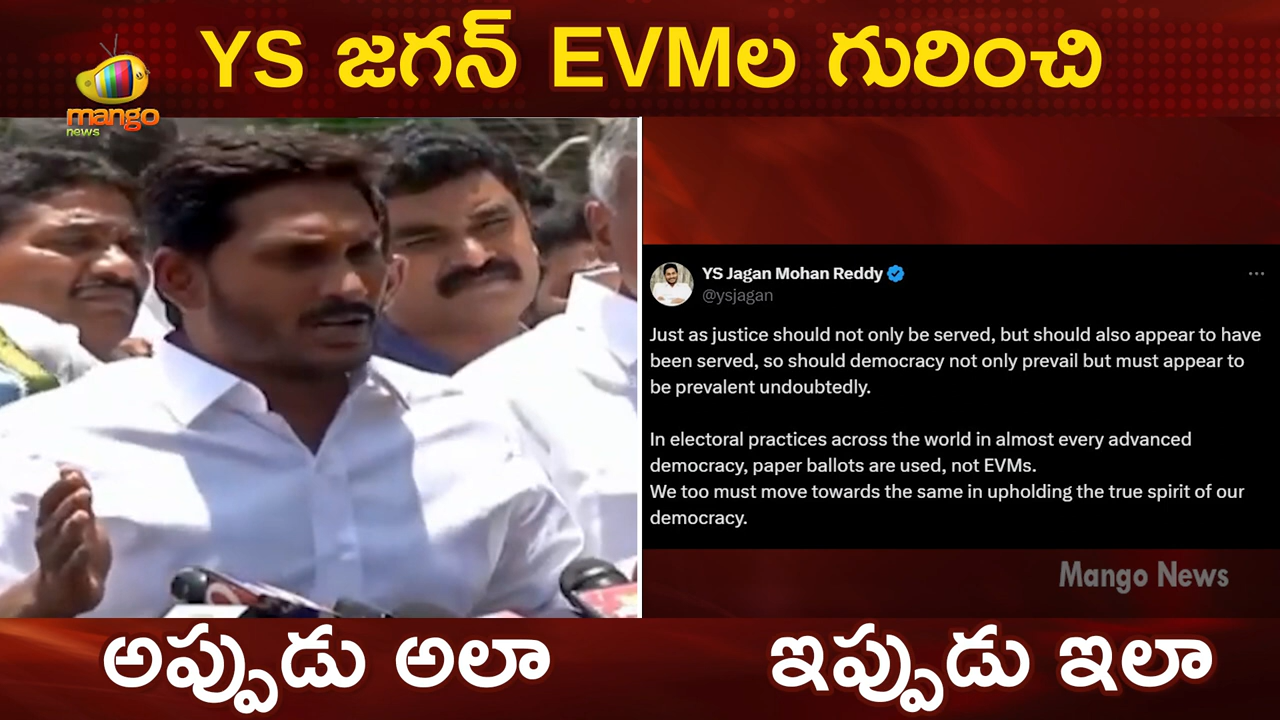 YS జగన్ EVMల గురించి
mango
news
YS Jagan Mohan Reddy
@ysjagan
Just as justice should not only be served, but should also appear to have
been served, so should democracy not only prevail but must appear to
be prevalent undoubtedly.
In electoral practices across the world in almost every advanced
democracy, paper ballots are used, not EVMs.
We too must move towards the same in upholding the true spirit of our
democracy.
Mango News
అప్పుడు అలా
ఇప్పుడు ఇలా